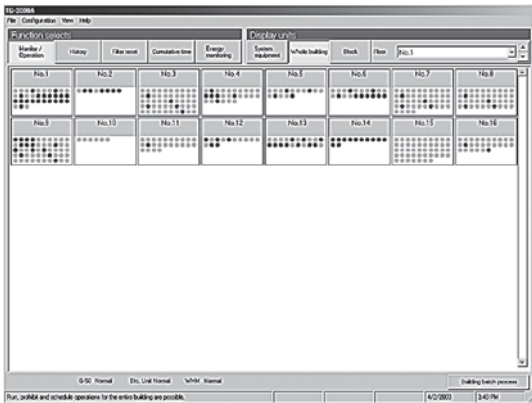 TG-2000A
File Configuration View Help
Function selects Display units
Monitor / Operation History Filter reset Cumulative time Energy monitoring System equipment Whole building Block Floor No.1
No.1 No.2 No.3 No.4 No.5 No.6 No.7 No.8
No.9 No.10 No.11 No.12 No.13 No.14 No.15 No.16
G-50 Normal Etc. Unit Normal WMM Normal Building batch process
Run, prohibit and schedule operations for the entire building are possible. 4/2/2003 3:40 PM